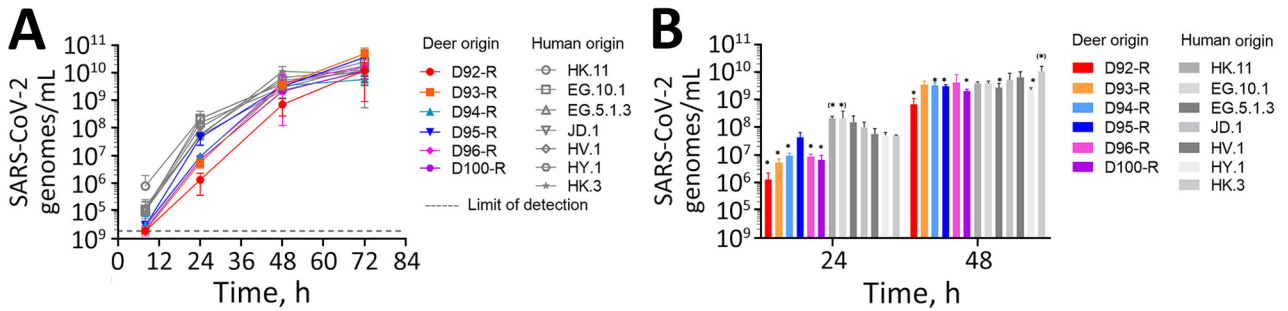 A
SARS-CoV-2
genomes/mL
10¹¹
10¹⁰
10⁹
10⁸
10⁷
10⁶
10⁵
10⁹
0 12 24 36 48 60 72 84
Time, h
Deer origin
D92-R
D93-R
D94-R
D95-R
D96-R
D100-R
Human origin
HK.11
EG.10.1
EG.5.1.3
JD.1
HV.1
HY.1
HK.3
Limit of detection
B
SARS-CoV-2
genomes/mL
10¹¹
10¹⁰
10⁹
10⁸
10⁷
10⁶
10⁵
10⁹
* * * * * (* *) * * * * * * (*)
24 48
Time, h
Deer origin
D92-R
D93-R
D94-R
D95-R
D96-R
D100-R
Human origin
HK.11
EG.10.1
EG.5.1.3
JD.1
HV.1
HY.1
HK.3